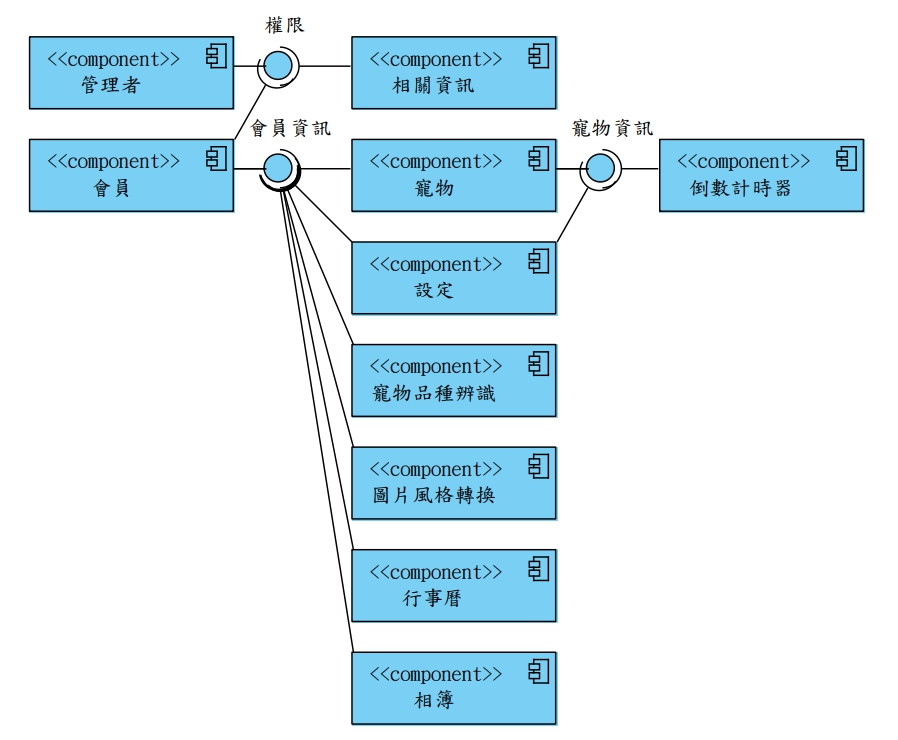 權限
<<component>>
管理者
<<component>>
相關資訊
會員資訊
寵物資訊
<<component>>
會員
<<component>>
寵物
<<component>>
倒數計時器
<<component>>
設定
<<component>>
寵物品種辨識
<<component>>
圖片風格轉換
<<component>>
行事曆
<<component>>
相簿